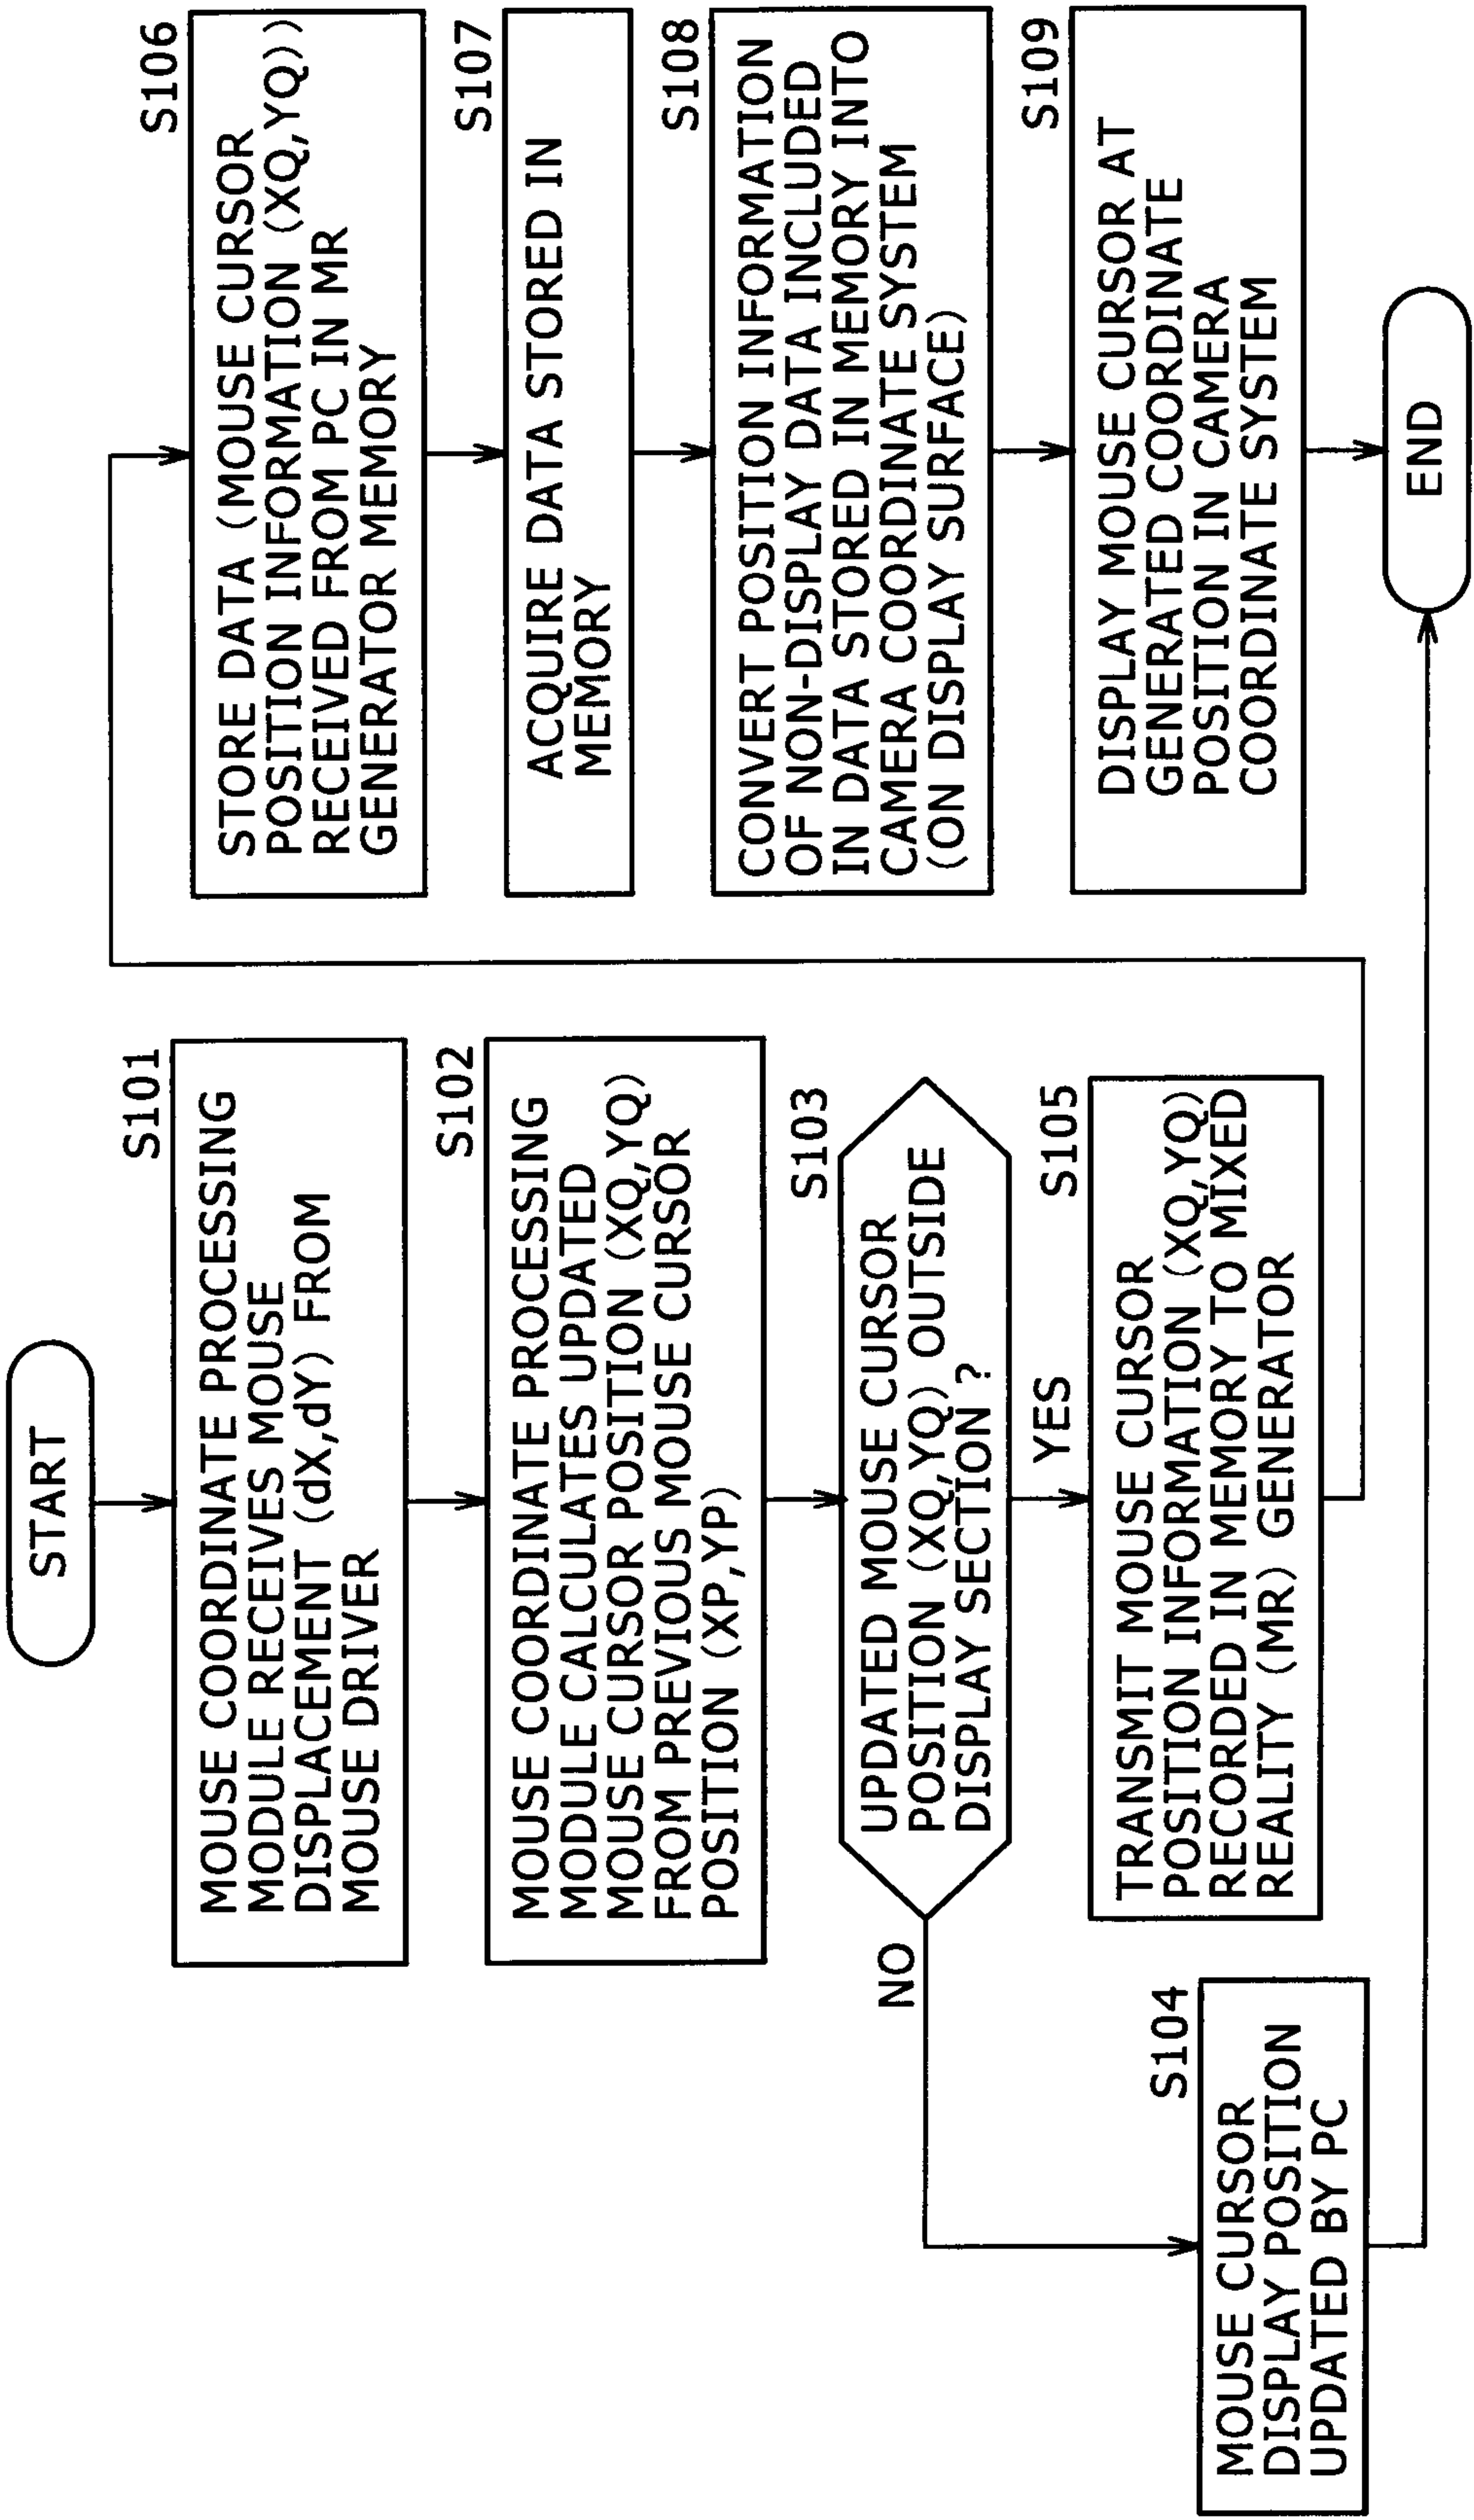 START
S101
MOUSE COORDINATE PROCESSING
MODULE RECEIVES MOUSE
DISPLACEMENT (dX,dY) FROM
MOUSE DRIVER
S102
MOUSE COORDINATE PROCESSING
MODULE CALCULATES UPDATED
MOUSE CURSOR POSITION (XQ,YQ)
FROM PREVIOUS MOUSE CURSOR
POSITION (XP,YP)
S103
UPDATED MOUSE CURSOR
POSITION (XQ,YQ) OUTSIDE
DISPLAY SECTION ?
NO
YES
S104
MOUSE CURSOR
DISPLAY POSITION
UPDATED BY PC
S105
TRANSMIT MOUSE CURSOR
POSITION INFORMATION (XQ,YQ)
RECORDED IN MEMORY TO MIXED
REALITY (MR) GENERATOR
S106
STORE DATA (MOUSE CURSOR
POSITION INFORMATION (XQ,YQ))
RECEIVED FROM PC IN MR
GENERATOR MEMORY
S107
ACQUIRE DATA STORED IN
MEMORY
S108
CONVERT POSITION INFORMATION
OF NON-DISPLAY DATA INCLUDED
IN DATA STORED IN MEMORY INTO
CAMERA COORDINATE SYSTEM
(ON DISPLAY SURFACE)
S109
DISPLAY MOUSE CURSOR AT
GENERATED COORDINATE
POSITION IN CAMERA
COORDINATE SYSTEM
END